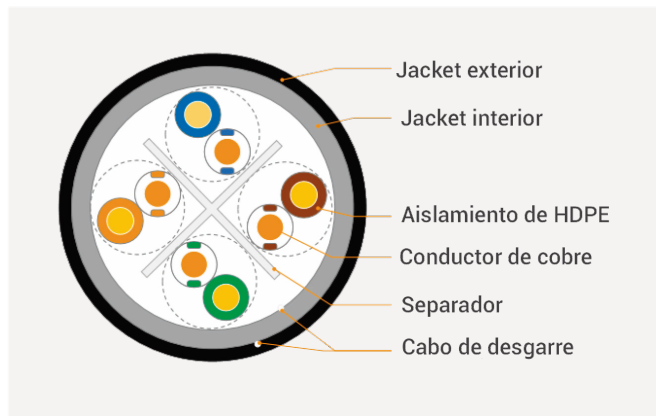 Jacket exterior
Jacket interior
Aislamiento de HDPE
Conductor de cobre
Separador
Cabo de desgarre